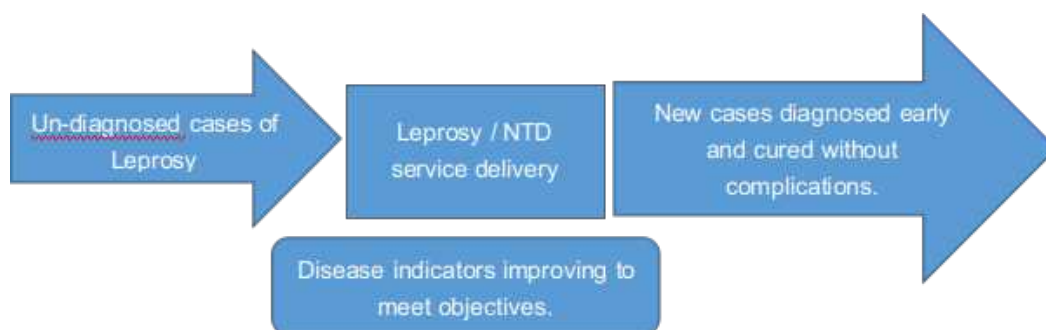 Un-diagnosed cases of
Leprosy
Leprosy / NTD
service delivery
New cases diagnosed early
and cured without
complications.
Disease indicators improving to
meet objectives.